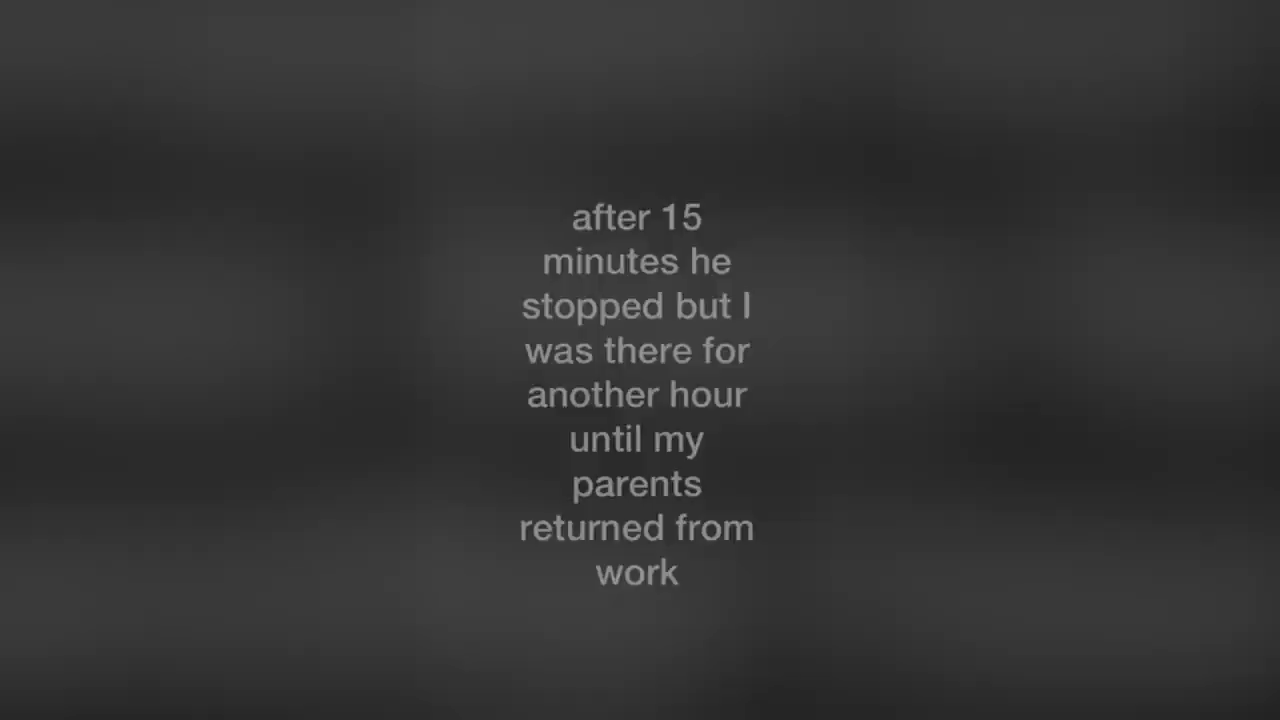 after 15
minutes he
stopped but I
was there for
another hour
until my
parents
returned from
work